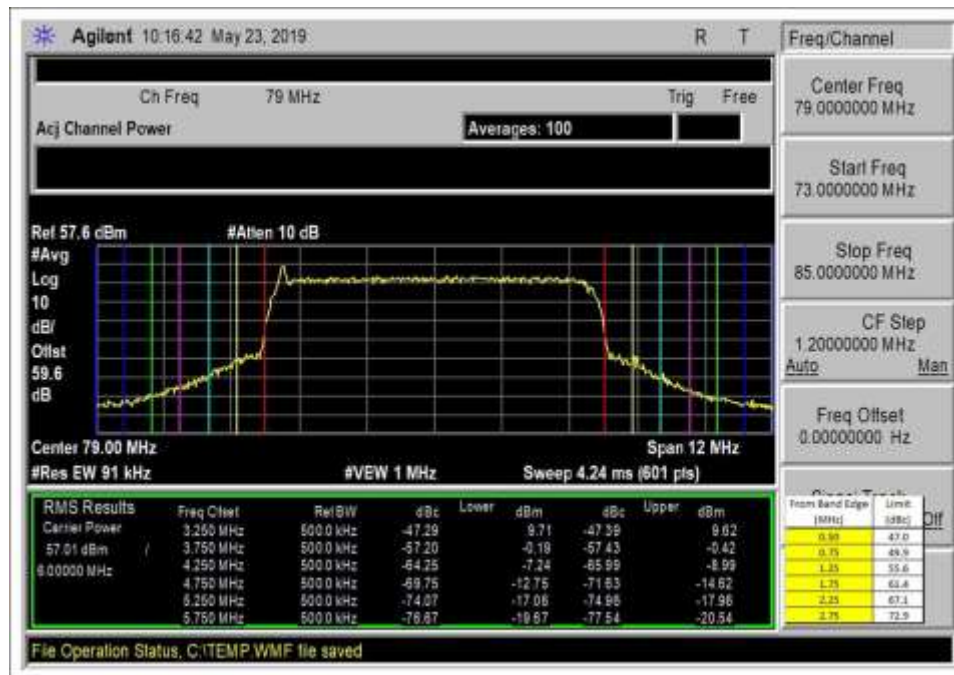 Agilent 10:16:42 May 23, 2019 R T
Freq/Channel
Ch Freq 79 MHz Trig Free
Acj Channel Power
Averages: 100
Center Freq
79.0000000 MHz
Start Freq
73.0000000 MHz
Stop Freq
85.0000000 MHz
CF Step
1.20000000 MHz
Auto Man
Freq Offset
0.00000000 Hz
Off
Ref 57.6 dBm #Atten 10 dB
#Avg
Log
10
dB/
Offst
59.6
dB
Center 79.00 MHz Span 12 MHz
#Res EW 91 kHz #VEW 1 MHz Sweep 4.24 ms (601 pts)
RMS Results Freq Offset Ref BW dBc Lower dBm dBc Upper dBm
Carrier Power 3.250 MHz 500.0 kHz -47.29 9.71 -47.39 9.62
57.01 dBm / 3.750 MHz 500.0 kHz -57.20 -0.19 -57.43 -0.42
6.00000 MHz 4.250 MHz 500.0 kHz -64.25 -7.24 -65.99 -8.99
4.750 MHz 500.0 kHz -69.75 -12.75 -71.63 -14.62
5.250 MHz 500.0 kHz -74.07 -17.06 -74.96 -17.96
5.750 MHz 500.0 kHz -76.67 -19.67 -77.54 -20.54
From Band Edge Limit
(MHz) (dBc)
0.50 47.0
0.75 49.9
1.25 55.6
1.75 61.4
2.25 67.1
2.75 72.9
File Operation Status, C:\TEMP.WMF file saved